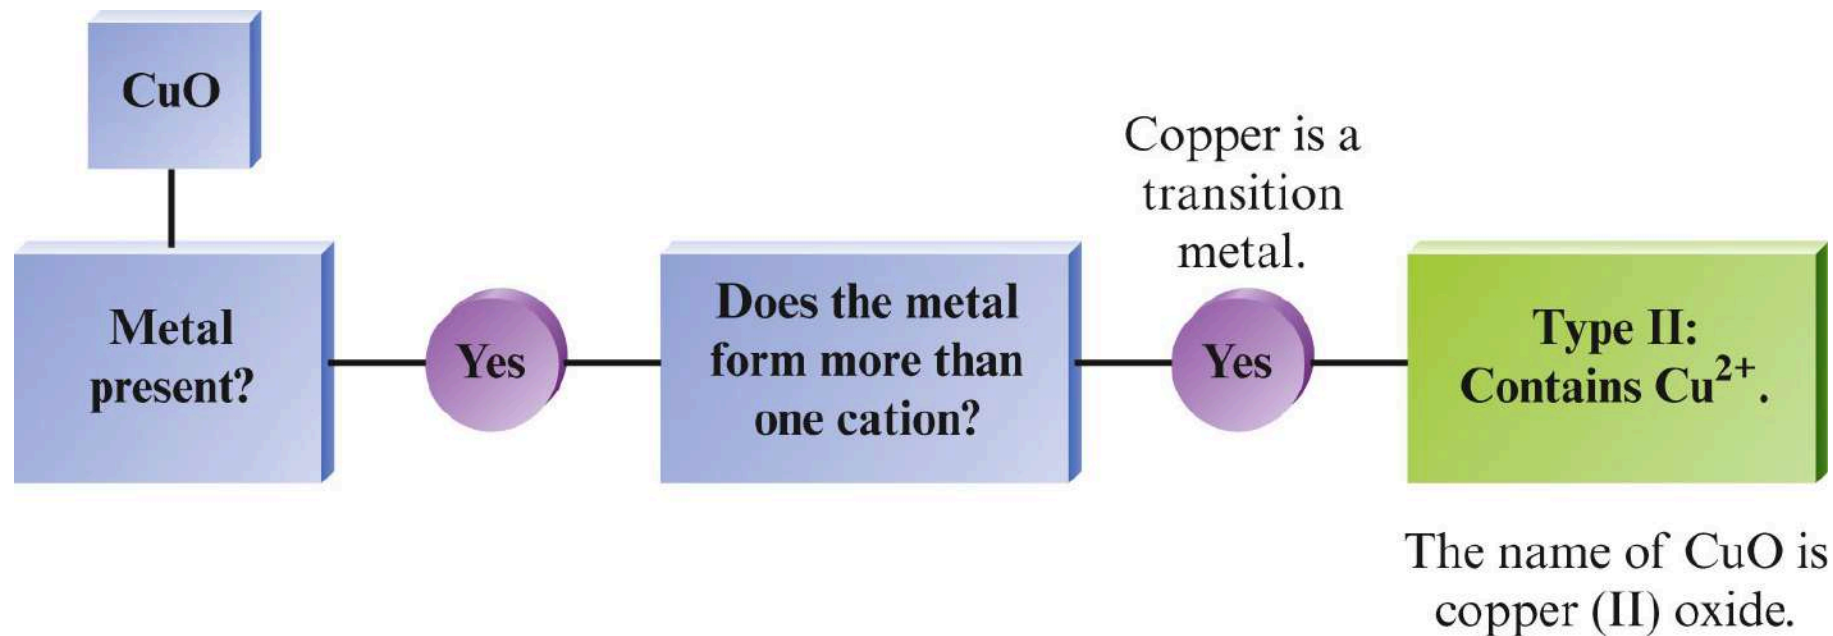 CuO
Metal
present?
Yes
Does the metal
form more than
one cation?
Copper is a
transition
metal.
Yes
Type II:
Contains Cu²⁺.
The name of CuO is
copper (II) oxide.